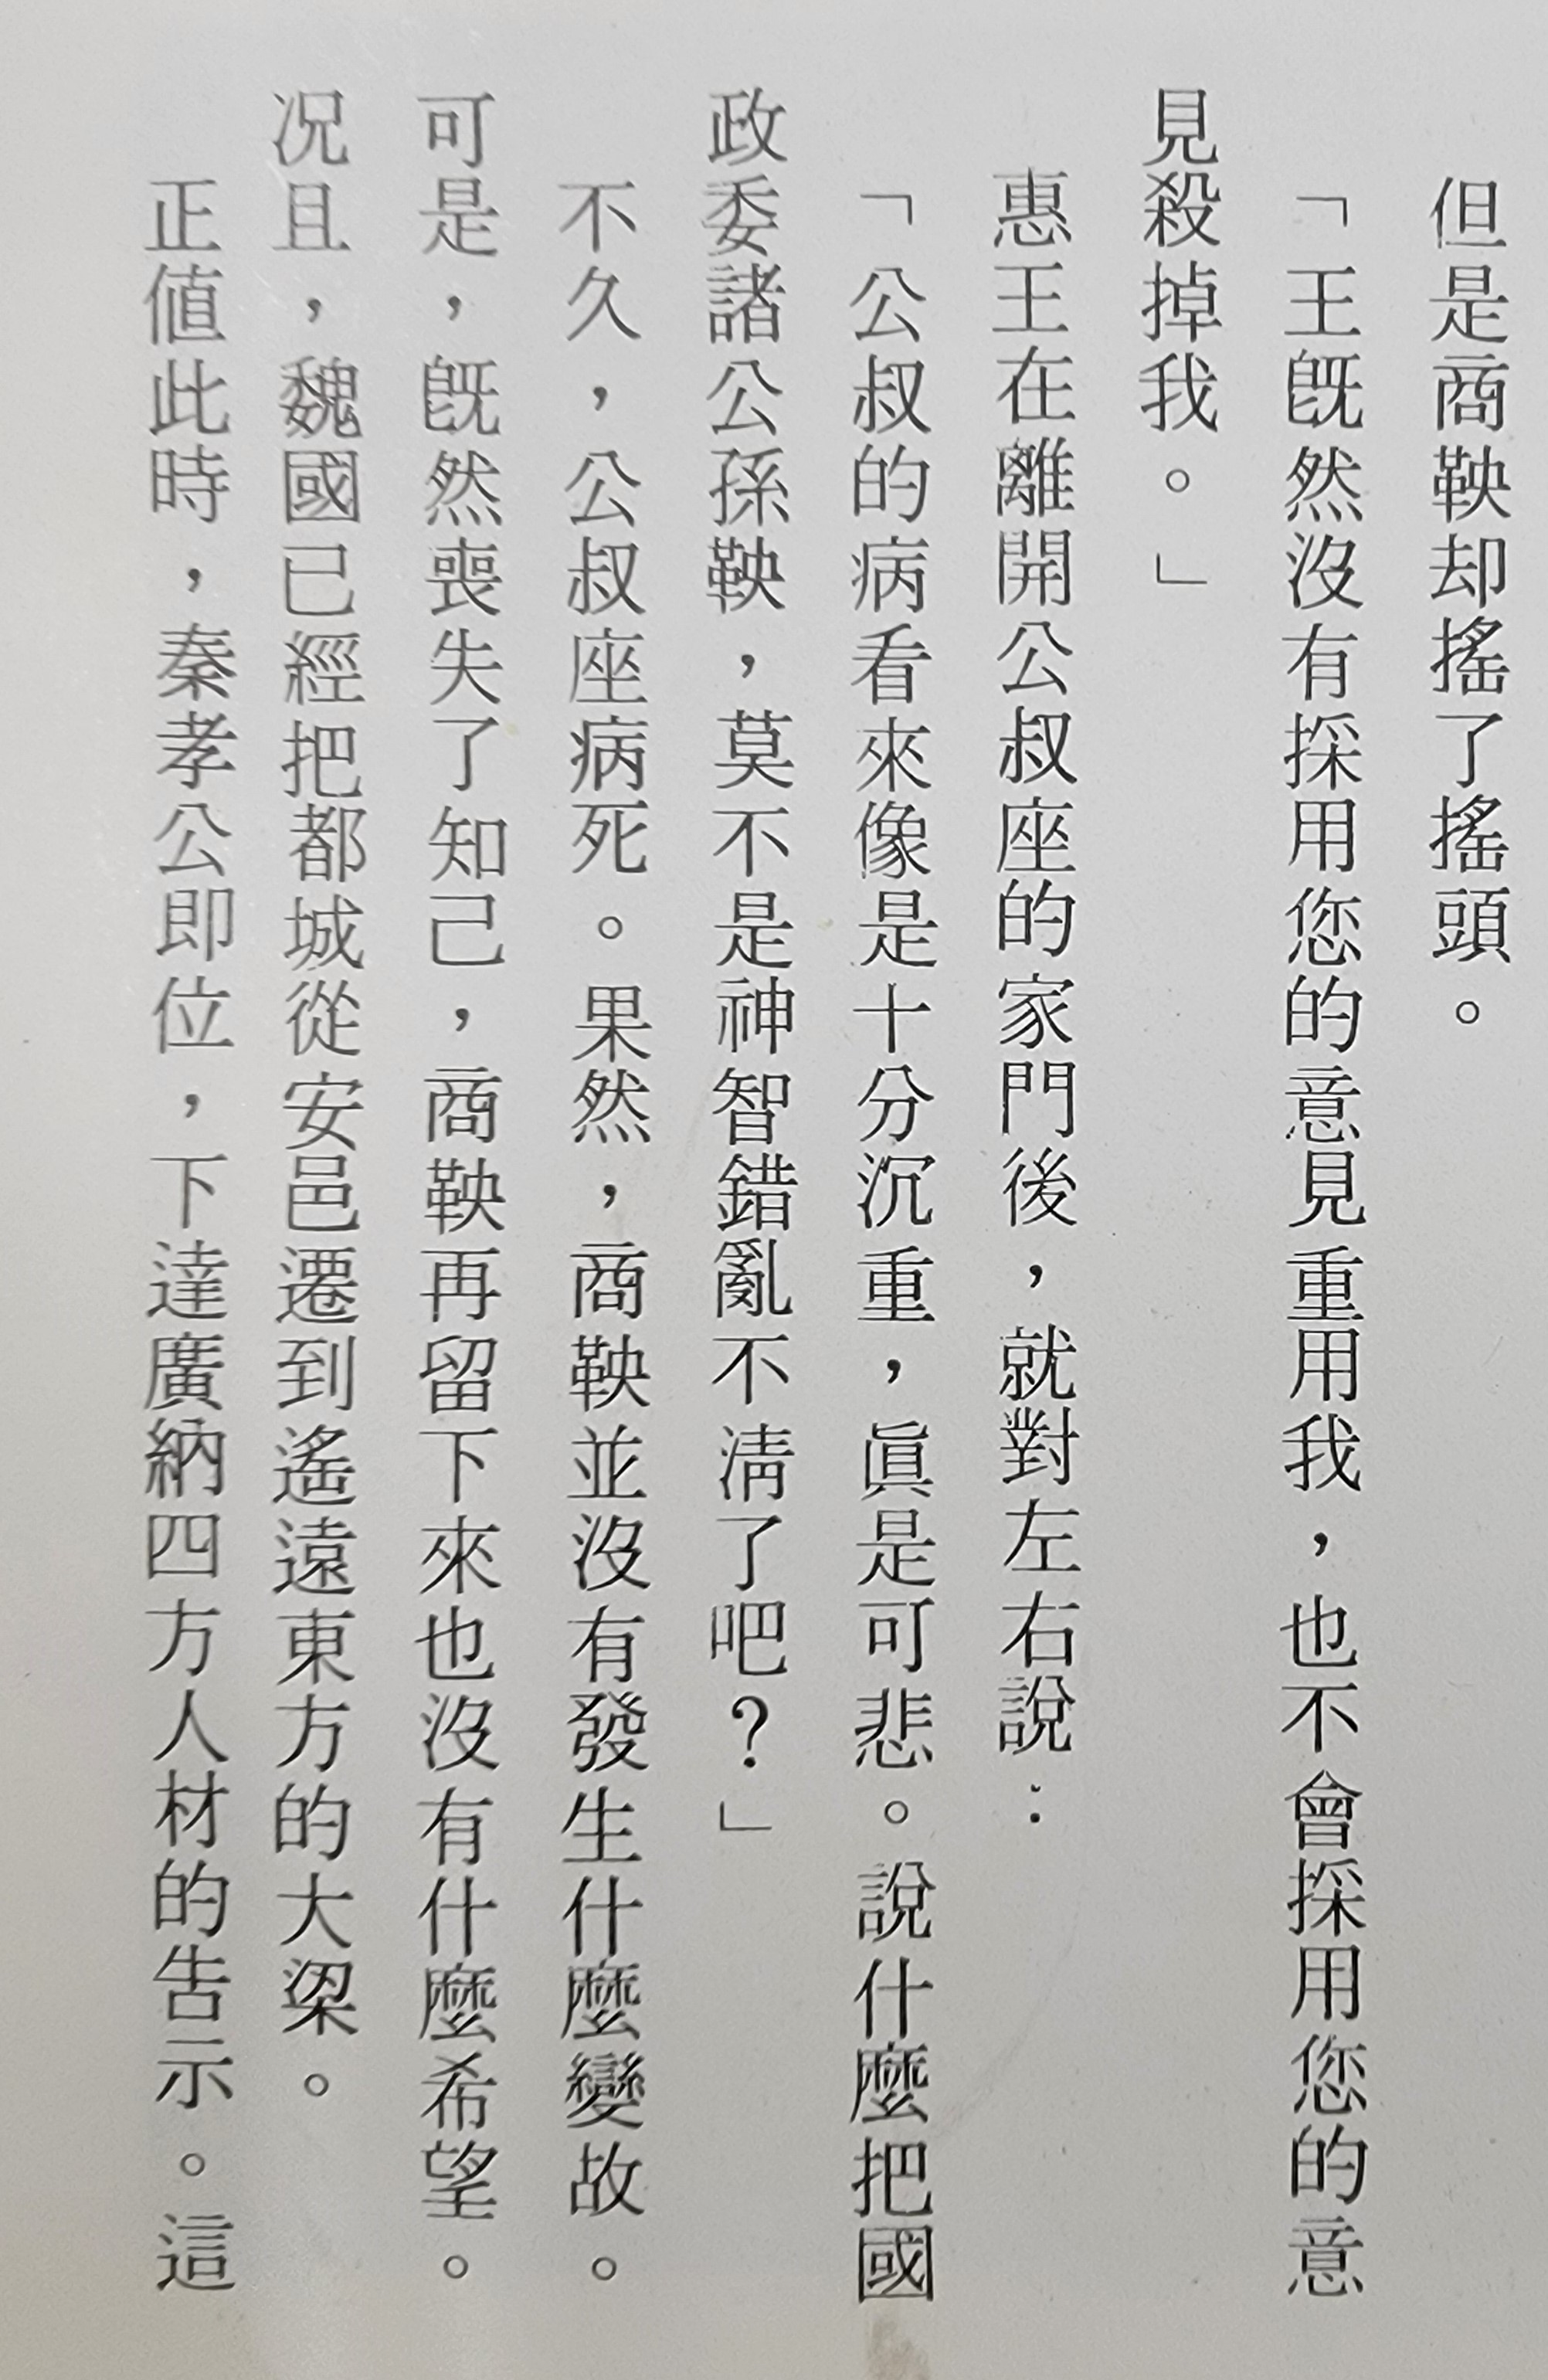 但是商鞅却搖了搖頭。
「王旣然沒有採用您的意見重用我，也不會採用您的意
見殺掉我。」
惠王在離開公叔座的家門後，就對左右說：
「公叔的病看來像是十分沉重，眞是可悲。說什麼把國
政委諸公孫鞅，莫不是神智錯亂不淸了吧？」
不久，公叔座病死。果然，商鞅並沒有發生什麼變故。
可是，旣然喪失了知己，商鞅再留下來也沒有什麼希望。
況且，魏國已經把都城從安邑遷到遙遠東方的大梁。
正値此時，秦孝公即位，下達廣納四方人材的吿示。這